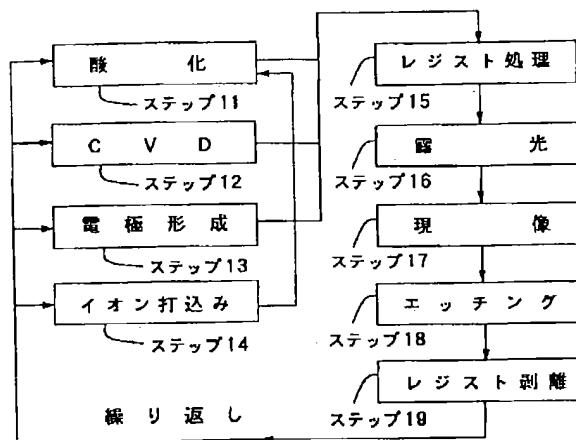 酸化
ステップ11
CVD
ステップ12
電極形成
ステップ13
イオン打込み
ステップ14
繰り返し
レジスト処理
ステップ15
露光
ステップ16
現像
ステップ17
エッチング
ステップ18
レジスト剥離
ステップ19